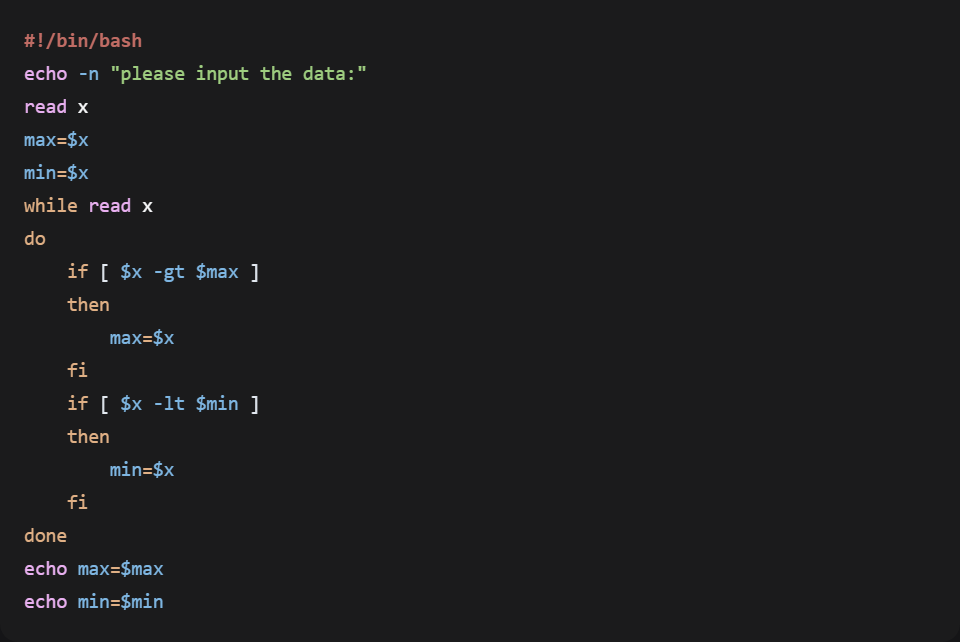 #!/bin/bash
echo -n "please input the data:"
read x
max=$x
min=$x
while read x
do
    if [ $x -gt $max ]
    then
        max=$x
    fi
    if [ $x -lt $min ]
    then
        min=$x
    fi
done
echo max=$max
echo min=$min